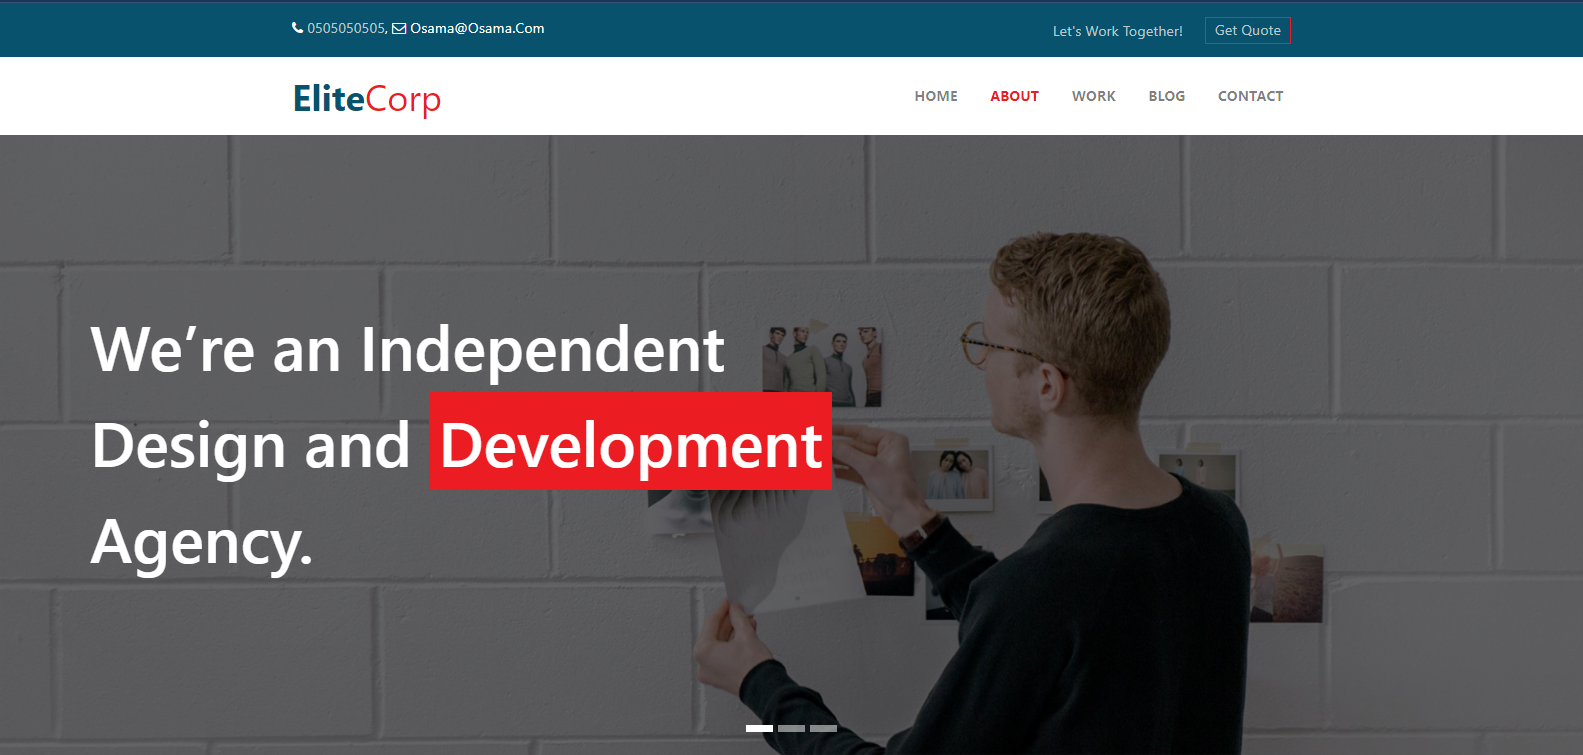 0505050505, Osama@Osama.Com
Let's Work Together!
Get Quote
EliteCorp
HOME ABOUT WORK BLOG CONTACT
We’re an Independent
Design and Development
Agency.